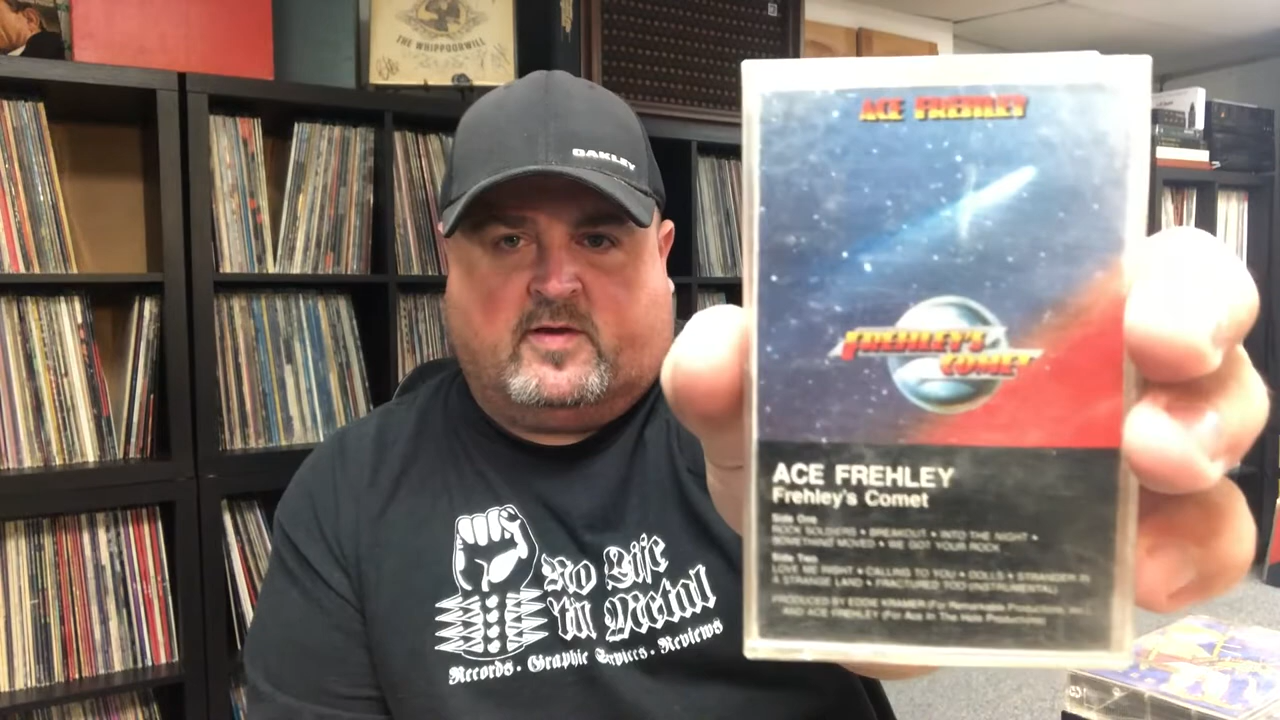 THE WHIPPOORWILL
OAKLEY
No Life
'til Metal
Records · Graphic Services · Reviews
ACE FREHLEY
FREHLEY'S
COMET
ACE FREHLEY
Frehley's Comet
Side One
ROCK SOLDIERS • BREAKOUT • INTO THE NIGHT •
SOMETHING MOVED • WE GOT YOUR ROCK
Side Two
LOVE ME RIGHT • CALLING TO YOU • DOLLS • STRANGER IN
A STRANGE LAND • FRACTURED TOO (INSTRUMENTAL)
PRODUCED BY EDDIE KRAMER (For Remarkable Productions, Inc.)
AND ACE FREHLEY (For Ace In The Hole Productions)